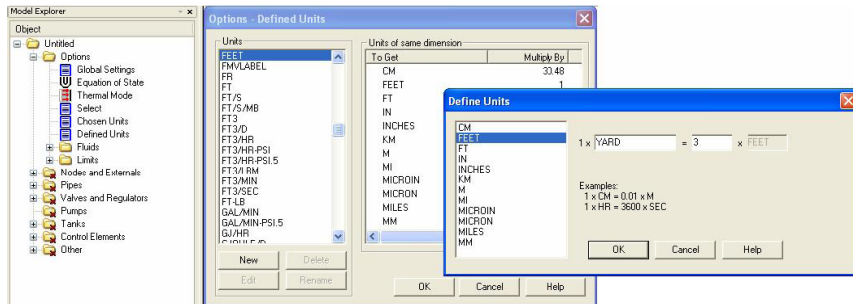 Model Explorer
Object
Untitled
Options
Global Settings
Equation of State
Thermal Mode
Select
Chosen Units
Defined Units
Fluids
Limits
Nodes and Externals
Pipes
Valves and Regulators
Pumps
Tanks
Control Elements
Other
Options - Defined Units
Units
FEET
FMVLABEL
FR
FT
FT/S
FT/S/MB
FT3
FT3/D
FT3/HR
FT3/HR-PSI
FT3/HR-PSI.5
FT3/LBM
FT3/MIN
FT3/SEC
FT-LB
GAL/MIN
GAL/MIN-PSI.5
GJ/HR
New
Delete
Edit
Rename
Units of same dimension
To Get Multiply By
CM 30.48
FEET 1
FT
IN
INCHES
KM
M
MI
MICROIN
MICRON
MILES
MM
OK
Cancel
Help
Define Units
CM
FEET
FT
IN
INCHES
KM
M
MI
MICROIN
MICRON
MILES
MM
1 x YARD = 3 x FEET
Examples:
1 x CM = 0.01 x M
1 x HR = 3600 x SEC
OK
Cancel
Help